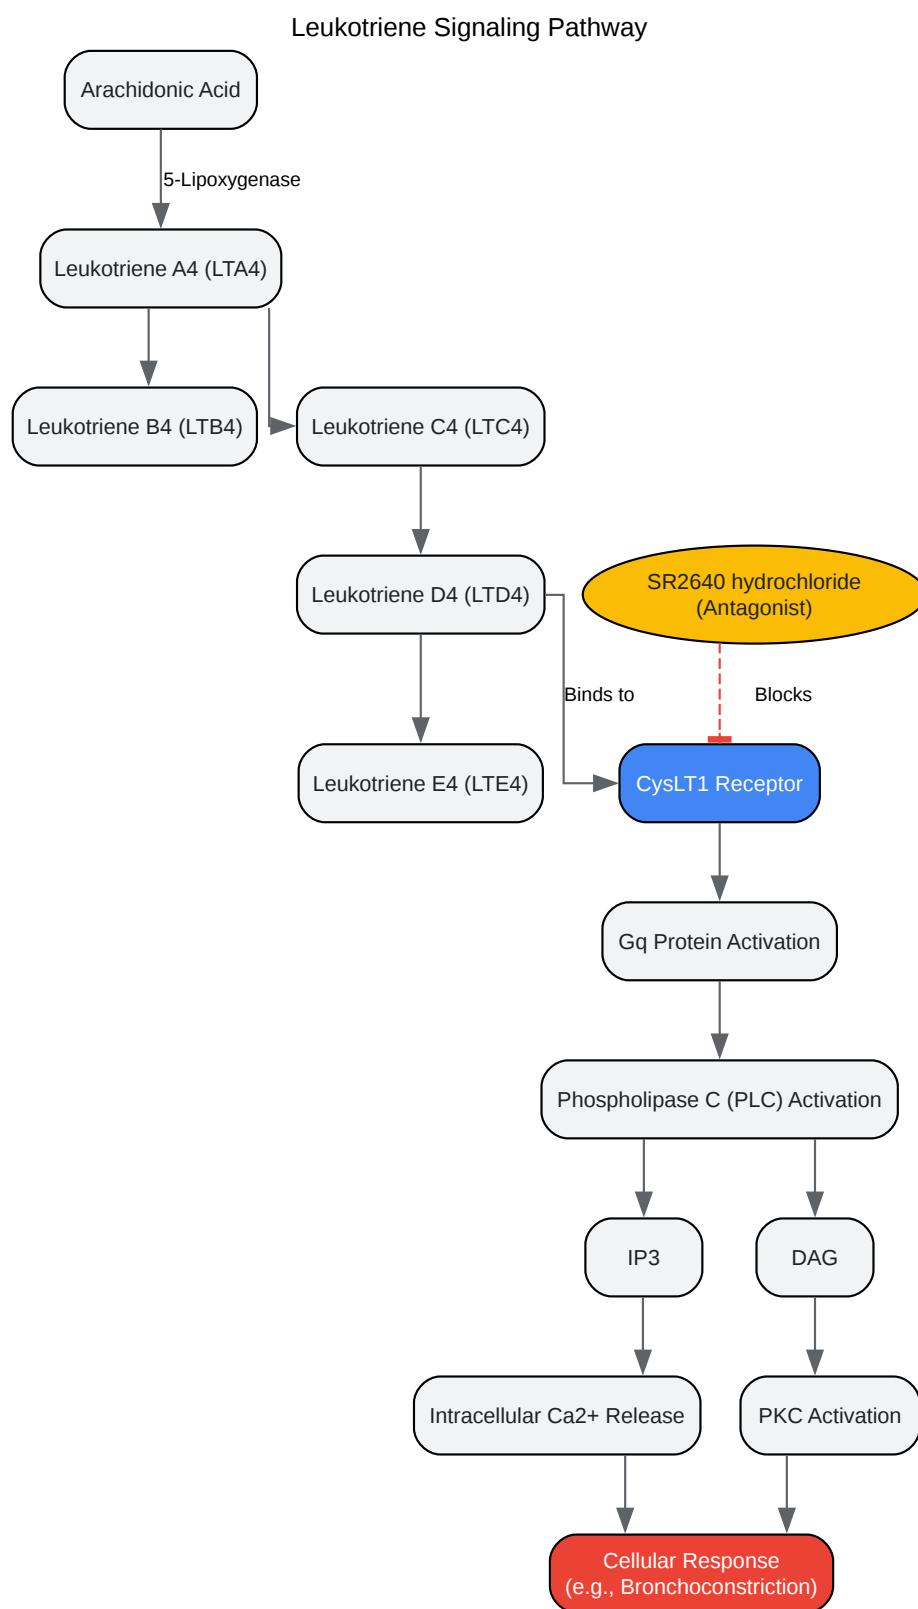 Leukotriene Signaling Pathway
Arachidonic Acid
5-Lipoxygenase
Leukotriene A4 (LTA4)
Leukotriene B4 (LTB4)
Leukotriene C4 (LTC4)
Leukotriene D4 (LTD4)
SR2640 hydrochloride
(Antagonist)
Binds to
Blocks
Leukotriene E4 (LTE4)
CysLT1 Receptor
Gq Protein Activation
Phospholipase C (PLC) Activation
IP3
DAG
Intracellular Ca2+ Release
PKC Activation
Cellular Response
(e.g., Bronchoconstriction)